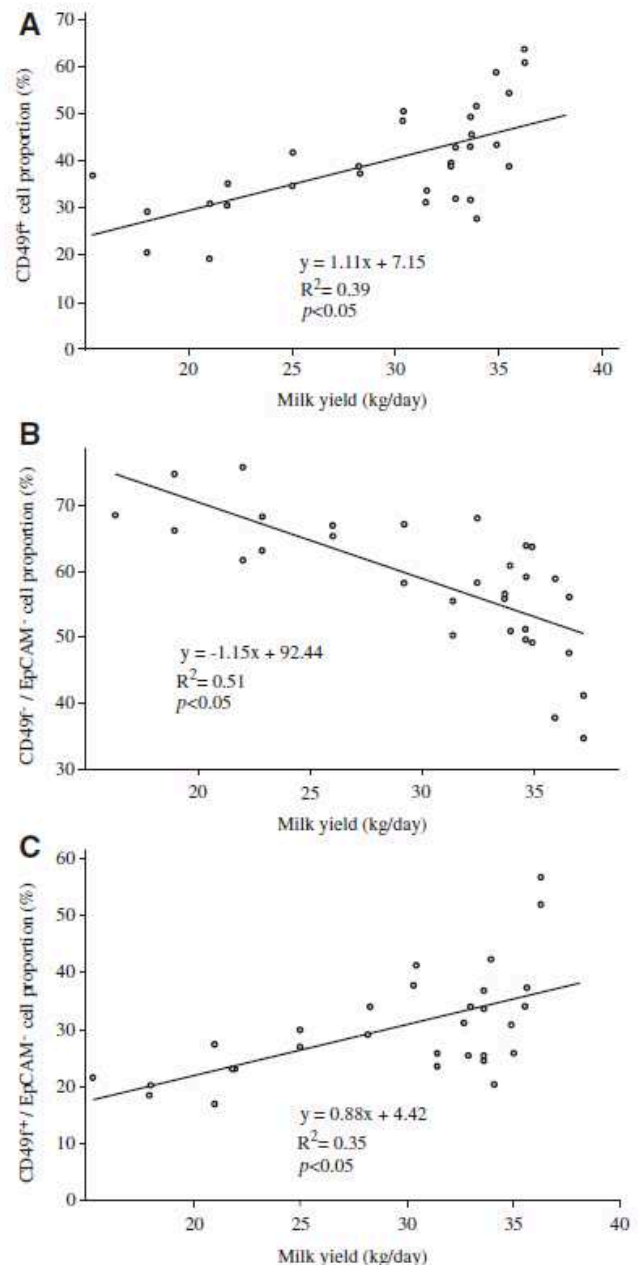 A
70
60
50
40
30
20
10
0
CD49f⁺ cell proportion (%)
y = 1.11x + 7.15
R²= 0.39
p<0.05
20 25 30 35 40
Milk yield (kg/day)
B
70
60
50
40
30
CD49f⁻ / EpCAM⁻ cell proportion (%)
y = -1.15x + 92.44
R²= 0.51
p<0.05
20 25 30 35
Milk yield (kg/day)
C
60
50
40
30
20
10
0
CD49f⁺ / EpCAM⁻ cell proportion (%)
y = 0.88x + 4.42
R²= 0.35
p<0.05
20 25 30 35 40
Milk yield (kg/day)